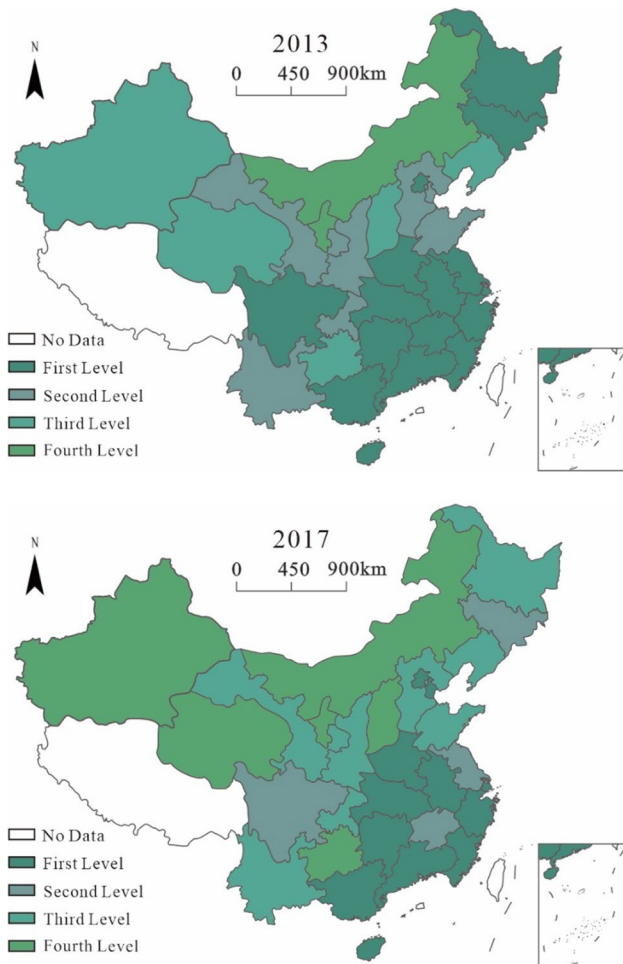 N
2013
0 450 900km
No Data
First Level
Second Level
Third Level
Fourth Level
N
2017
0 450 900km
No Data
First Level
Second Level
Third Level
Fourth Level